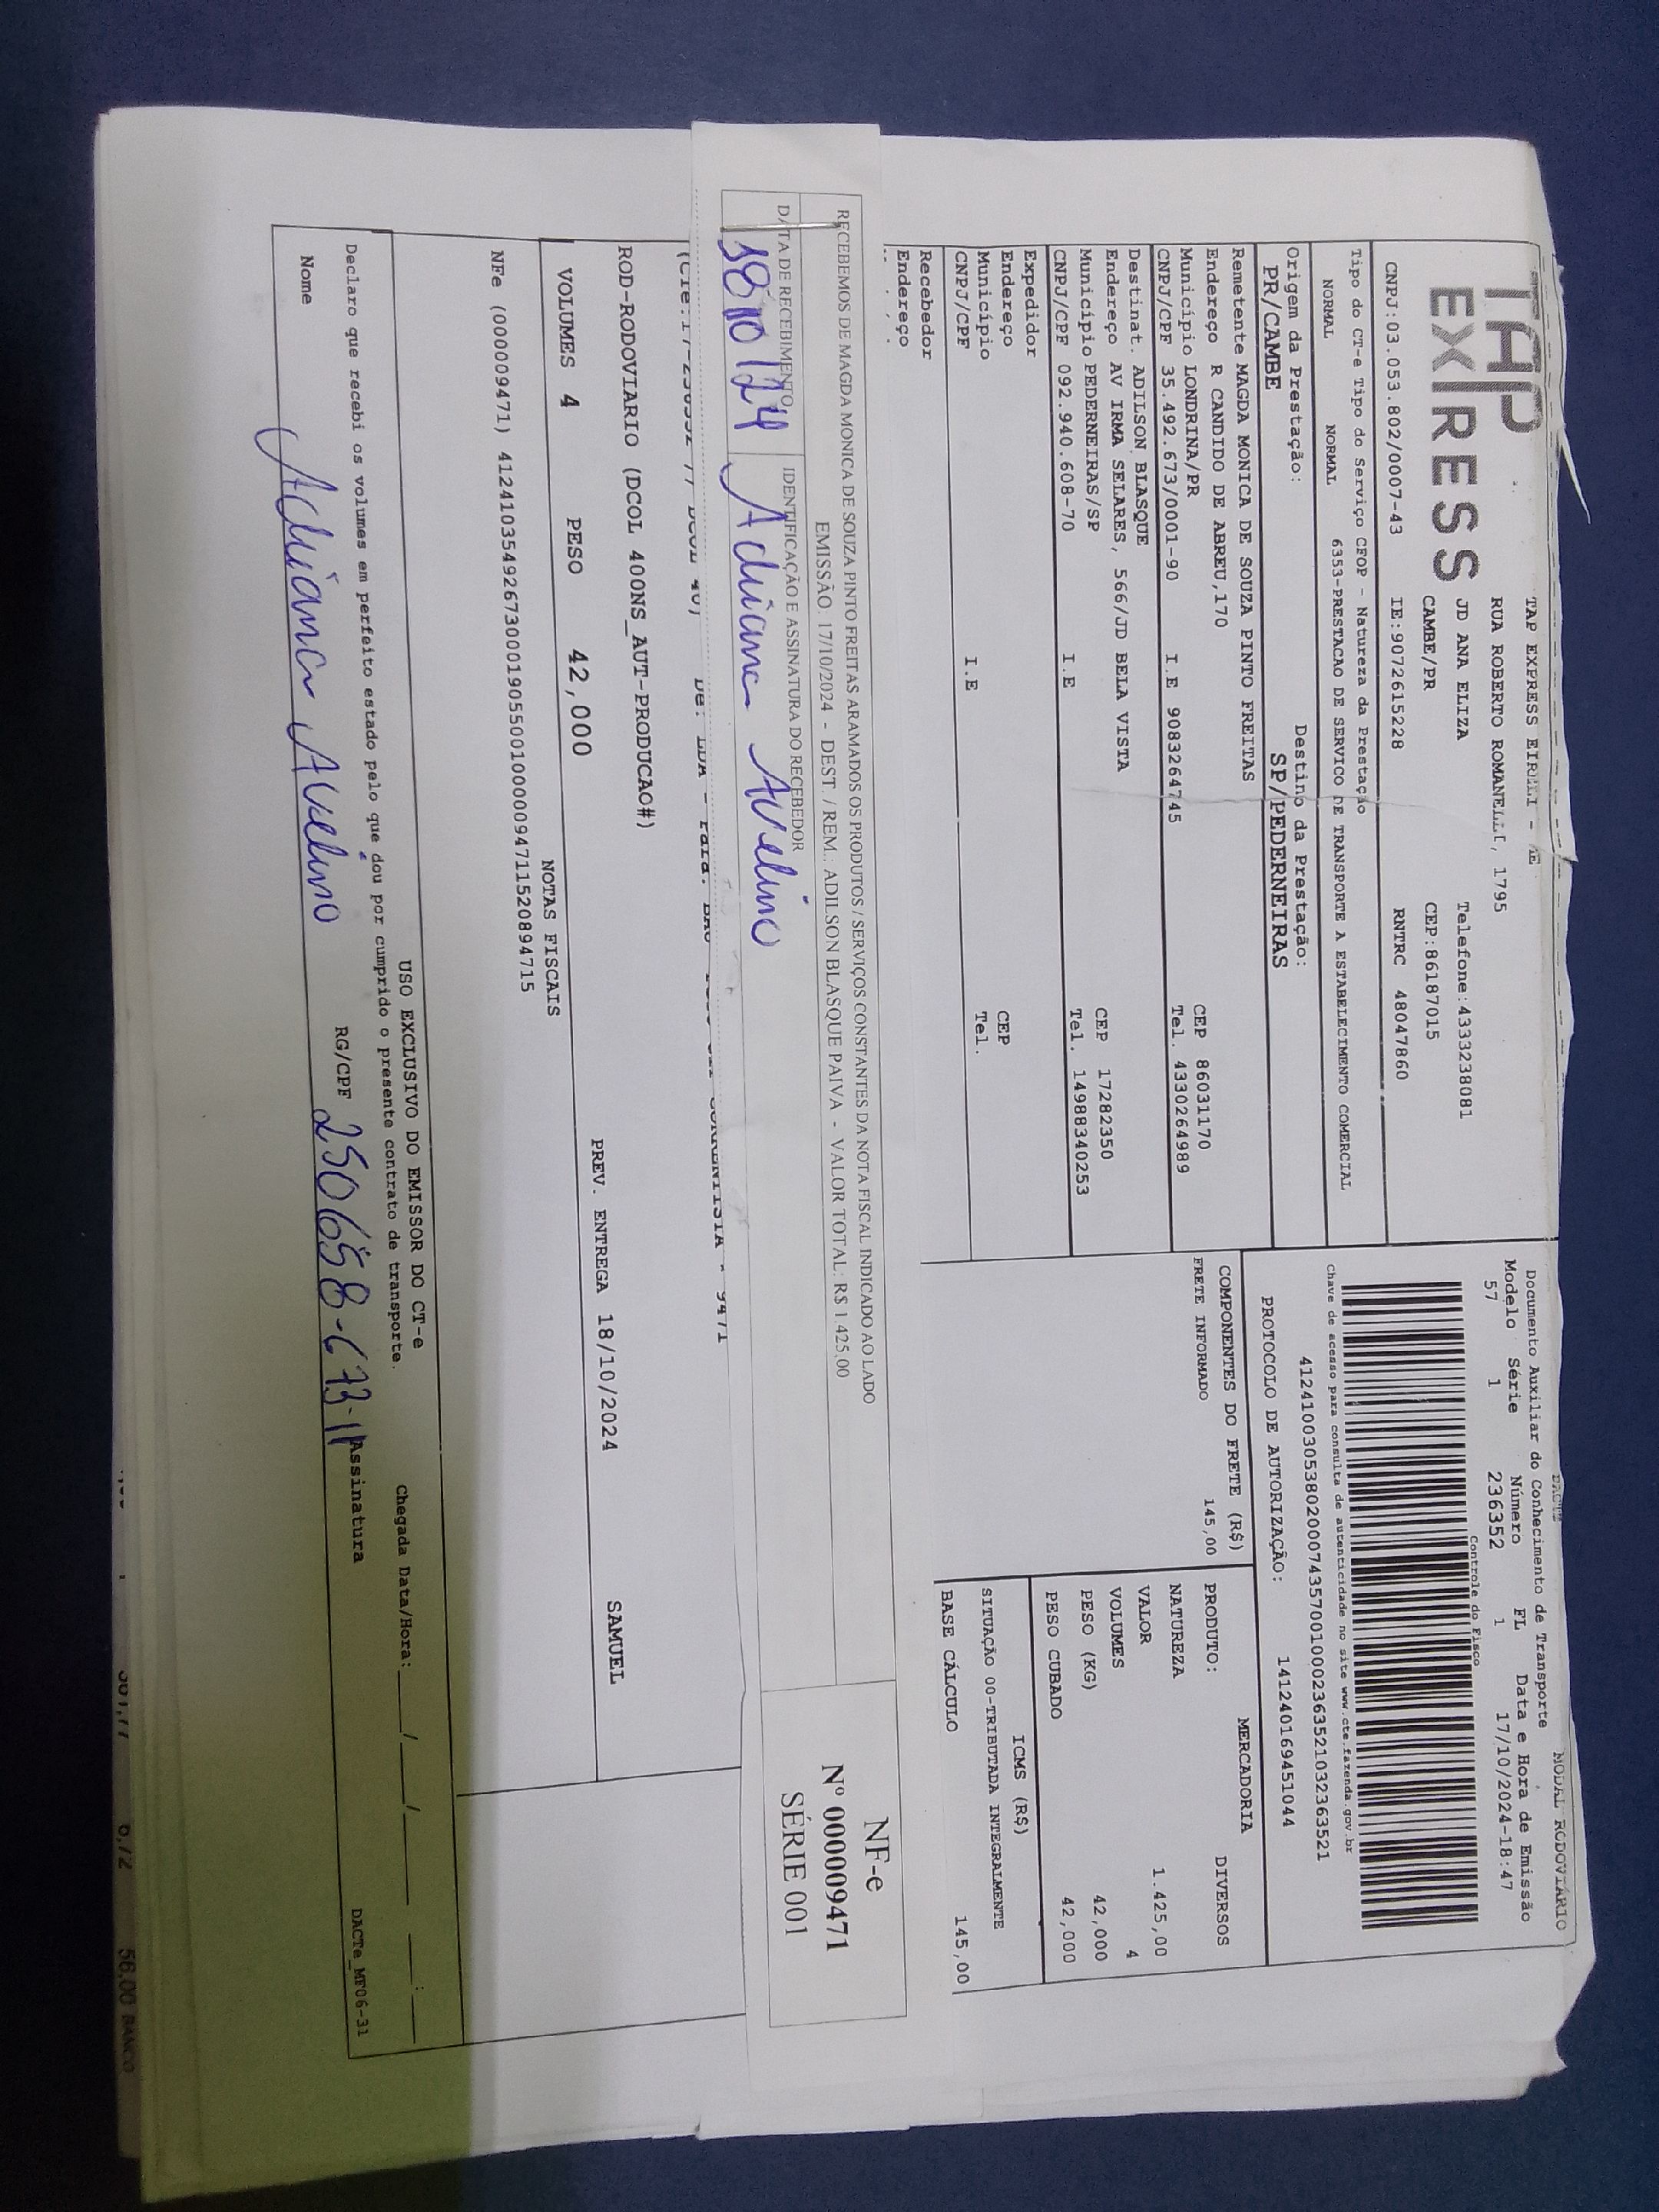 TAP EXPRESS
TAP EXPRESS EIRELI -
RUA ROBERTO ROMANELLI, 1795
JD ANA ELIZA Telefone:4333238081
CAMBE/PR CEP:86187015
CNPJ:03.053.802/0007-43 IE:9072615228 RNTRC 48047860
Tipo do CT-e Tipo do Serviço CFOP - Natureza da Prestação
NORMAL NORMAL 6353-PRESTACAO DE SERVICO DE TRANSPORTE A ESTABELECIMENTO COMERCIAL
Origem da Prestação: Destino da Prestação:
PR/CAMBE SP/PEDERNEIRAS
Remetente MAGDA MONICA DE SOUZA PINTO FREITAS
Endereço R CANDIDO DE ABREU,170 CEP 86031170
Município LONDRINA/PR Tel. 4330264989
CNPJ/CPF 35.492.673/0001-90 I.E 9083264745
Destinat. ADILSON BLASQUE
Endereço AV IRMA SELARES, 566/JD BELA VISTA CEP 17282350
Município PEDERNEIRAS/SP Tel. 14988340253
CNPJ/CPF 092.940.608-70 I.E
Expedidor
Endereço CEP
Município Tel.
CNPJ/CPF I.E
Recebedor
Endereço
DACTE MODAL RODOVIÁRIO
Documento Auxiliar do Conhecimento de Transporte
Modelo Série Número FL Data e Hora de Emissão
57 1 236352 1 17/10/2024-18:47
Controle do Fisco
Chave de acesso para consulta de autenticidade no site www.cte.fazenda.gov.br
41241003053802000743570010002363521032363521
PROTOCOLO DE AUTORIZAÇÃO: 141240169451044
COMPONENTES DO FRETE (R$)
FRETE INFORMADO 145,00
MERCADORIA
PRODUTO: DIVERSOS
NATUREZA
VALOR 1.425,00
VOLUMES 4
PESO (KG) 42,000
PESO CUBADO 42,000
ICMS (R$)
SITUAÇÃO 00-TRIBUTADA INTEGRALMENTE
BASE CÁLCULO 145,00
RECEBEMOS DE MAGDA MONICA DE SOUZA PINTO FREITAS ARAMADOS OS PRODUTOS / SERVIÇOS CONSTANTES DA NOTA FISCAL INDICADO AO LADO
EMISSÃO: 17/10/2024 - DEST. / REM.: ADILSON BLASQUE PAIVA - VALOR TOTAL: R$ 1.425,00
DATA DE RECEBIMENTO IDENTIFICAÇÃO E ASSINATURA DO RECEBEDOR
18/10/24 Adriana Avelino
NF-e
Nº 000009471
SÉRIE 001
9471
ROD-RODOVIARIO (DCOL 400NS_AUT-PRODUCAO#)
VOLUMES 4 PESO 42,000 PREV. ENTREGA 18/10/2024 SAMUEL
NOTAS FISCAIS
NFe (000009471) 41241035492673000190550010000094711520894715
USO EXCLUSIVO DO EMISSOR DO CT-e
Declaro que recebi os volumes em perfeito estado pelo que dou por cumprido o presente contrato de transporte. Chegada Data/Hora: ___/___/___ __:__
Nome Adriana Avelino RG/CPF 250658-673-11 Assinatura
DACTe_MF06-31
56,00 BANCO